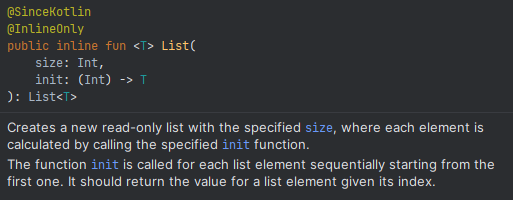 @SinceKotlin
@InlineOnly
public inline fun <T> List(
    size: Int,
    init: (Int) -> T
): List<T>
Creates a new read-only list with the specified size, where each element is
calculated by calling the specified init function.
The function init is called for each list element sequentially starting from the
first one. It should return the value for a list element given its index.